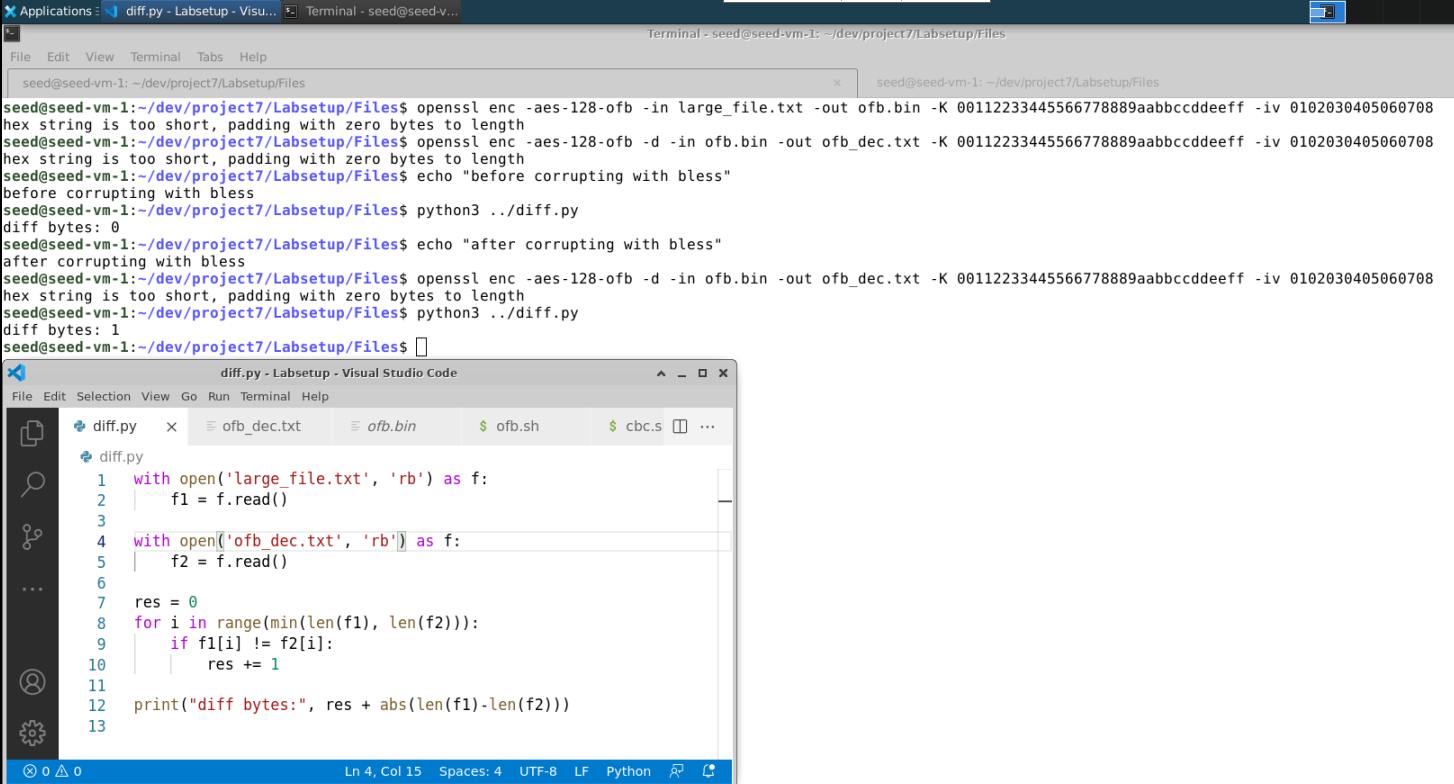 Applications diff.py - Labsetup - Visu... Terminal - seed@seed-v...
Terminal - seed@seed-vm-1: ~/dev/project7/Labsetup/Files
File Edit View Terminal Tabs Help
seed@seed-vm-1: ~/dev/project7/Labsetup/Files × seed@seed-vm-1: ~/dev/project7/Labsetup/Files
seed@seed-vm-1:~/dev/project7/Labsetup/Files$ openssl enc -aes-128-ofb -in large_file.txt -out ofb.bin -K 00112233445566778889aabbccddeeff -iv 0102030405060708
hex string is too short, padding with zero bytes to length
seed@seed-vm-1:~/dev/project7/Labsetup/Files$ openssl enc -aes-128-ofb -d -in ofb.bin -out ofb_dec.txt -K 00112233445566778889aabbccddeeff -iv 0102030405060708
hex string is too short, padding with zero bytes to length
seed@seed-vm-1:~/dev/project7/Labsetup/Files$ echo "before corrupting with bless"
before corrupting with bless
seed@seed-vm-1:~/dev/project7/Labsetup/Files$ python3 ../diff.py
diff bytes: 0
seed@seed-vm-1:~/dev/project7/Labsetup/Files$ echo "after corrupting with bless"
after corrupting with bless
seed@seed-vm-1:~/dev/project7/Labsetup/Files$ openssl enc -aes-128-ofb -d -in ofb.bin -out ofb_dec.txt -K 00112233445566778889aabbccddeeff -iv 0102030405060708
hex string is too short, padding with zero bytes to length
seed@seed-vm-1:~/dev/project7/Labsetup/Files$ python3 ../diff.py
diff bytes: 1
seed@seed-vm-1:~/dev/project7/Labsetup/Files$
diff.py - Labsetup - Visual Studio Code
File Edit Selection View Go Run Terminal Help
diff.py × ofb_dec.txt ofb.bin $ ofb.sh $ cbc.s ...
diff.py
1 with open('large_file.txt', 'rb') as f:
2     f1 = f.read()
3
4 with open('ofb_dec.txt', 'rb') as f:
5     f2 = f.read()
6
7 res = 0
8 for i in range(min(len(f1), len(f2))):
9     if f1[i] != f2[i]:
10         res += 1
11
12 print("diff bytes:", res + abs(len(f1)-len(f2)))
13
0 0 Ln 4, Col 15 Spaces: 4 UTF-8 LF Python